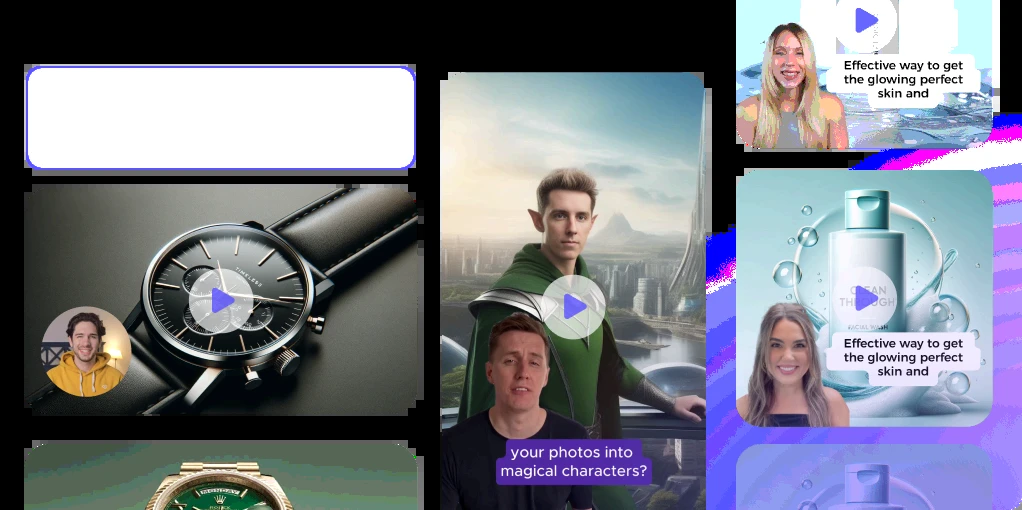 TIMELESS
MONDAY
ROLEX
your photos into
magical characters?
Effective way to get
the glowing perfect
skin and
CLEAN
THROUGH
FACIAL WASH
Effective way to get
the glowing perfect
skin and